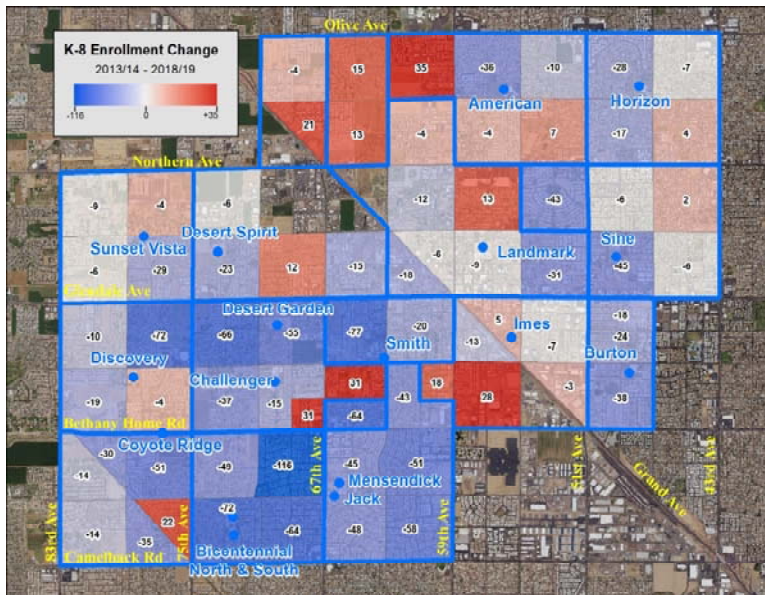 Olive Ave
K-8 Enrollment Change
2013/14 - 2018/19
-116 0 +35
-4 15 35 -36 -10 -28 -7
American Horizon
21 13 -4 -4 7 -17 4
Northern Ave
-9 -4 -6 -12 13 -43 -6 2
Sunset Vista Desert Spirit Landmark Sine
-6 -29 -23 12 -15 -18 -6 -9 -31 -45 -6
Glendale Ave
Desert Garden
-10 -72 -66 -55 -77 -20 5 Imes -18
-13 -7 -24
Discovery Smith Burton
Challenger
-19 -4 -37 -15 31 -43 18 28 -3 -38
31 -64
Bethany Home Rd
Coyote Ridge
-14 -30 -51 -49 -116 67th Ave -45 -51 51st Ave Grand Ave 43rd Ave
Mensendick
Jack
83rd Ave -14 -35 22 75th Ave -72 -64 -48 -58 59th Ave
Camelback Rd
Bicentennial
North & South